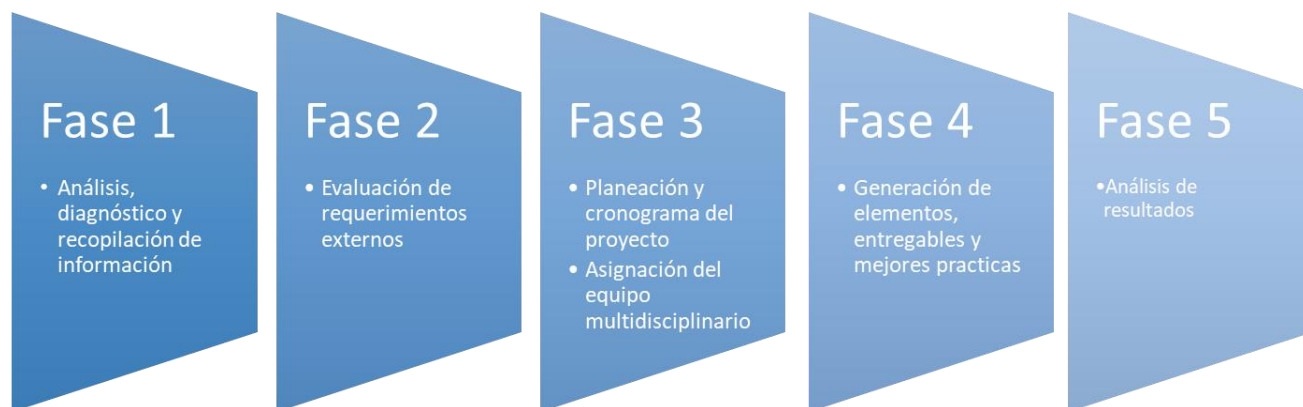 Fase 1
• Análisis,
diagnóstico y
recopilación de
información
Fase 2
• Evaluación de
requerimientos
externos
Fase 3
• Planeación y
cronograma del
proyecto
• Asignación del
equipo
multidisciplinario
Fase 4
• Generación de
elementos,
entregables y
mejores practicas
Fase 5
•Análisis de
resultados